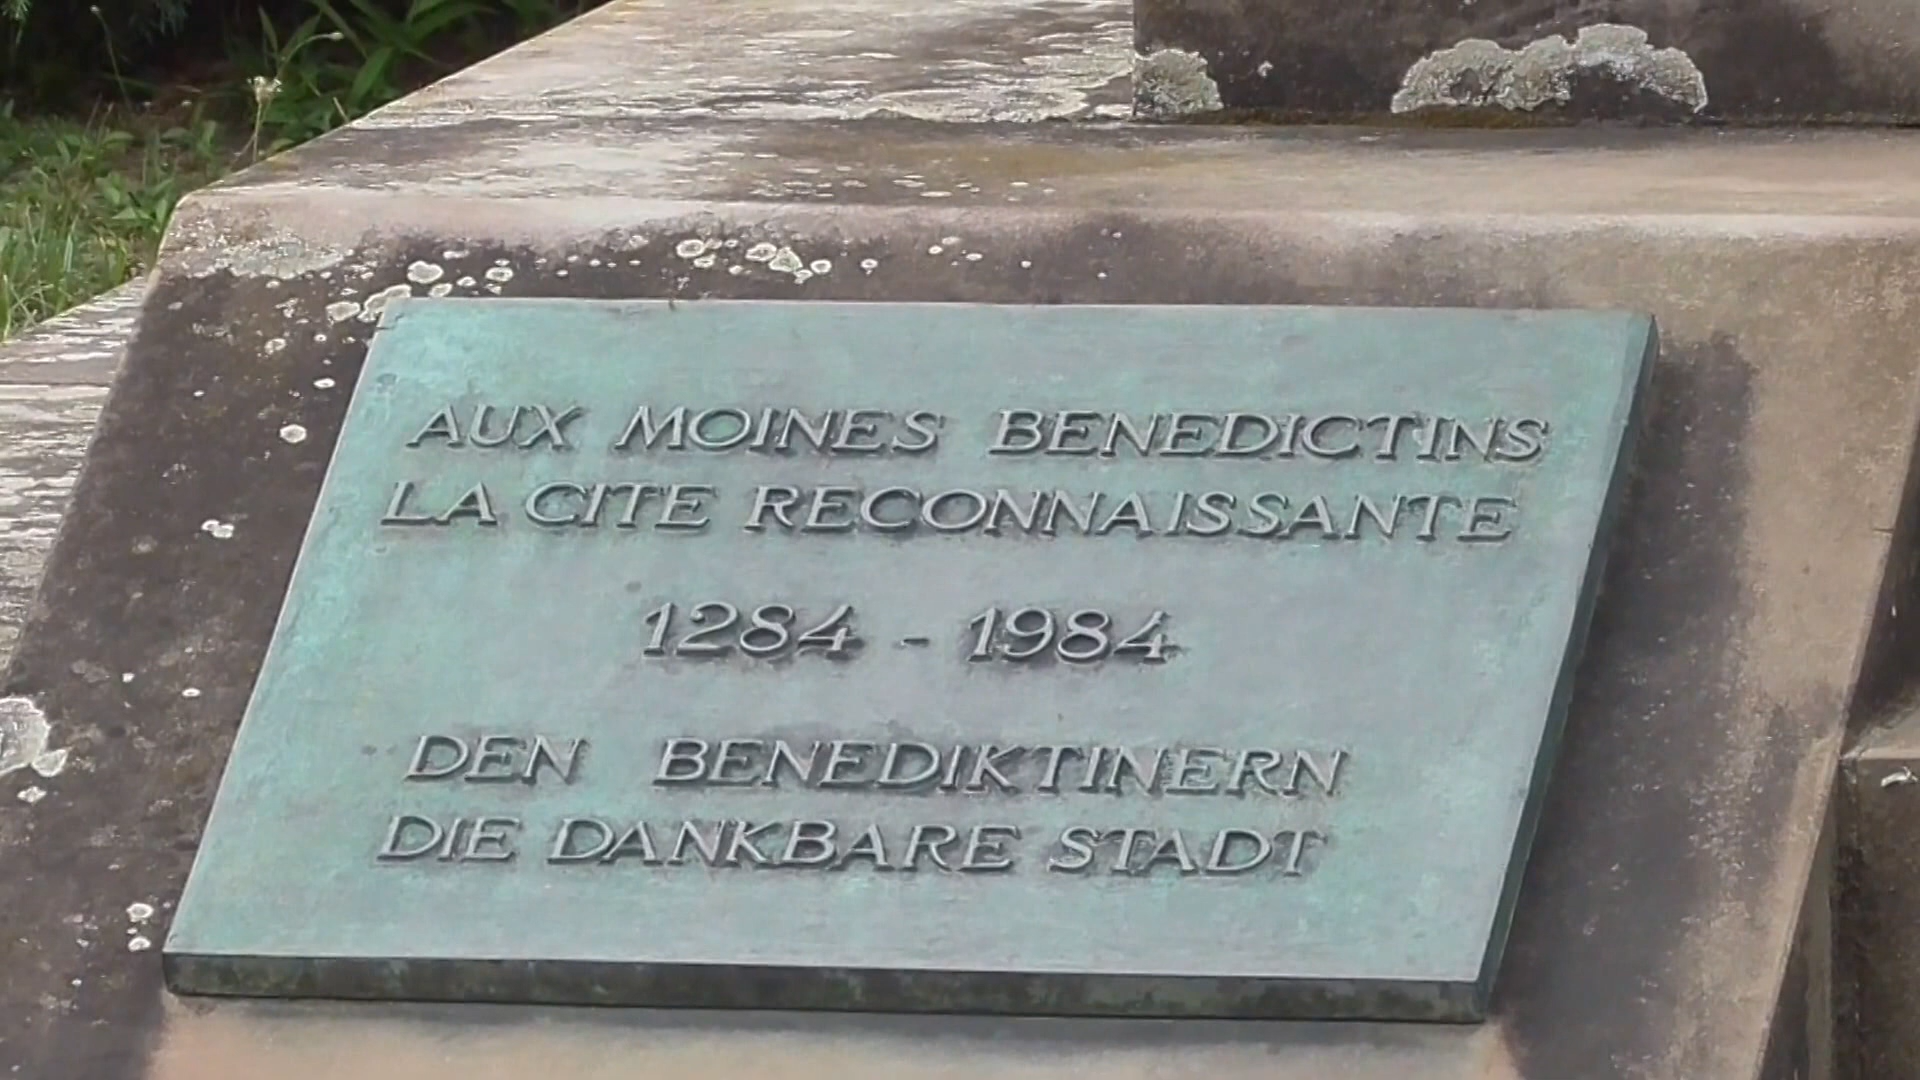 AUX MOINES BENEDICTINS
LA CITE RECONNAISSANTE
1284 - 1984
DEN BENEDIKTINERN
DIE DANKBARE STADT